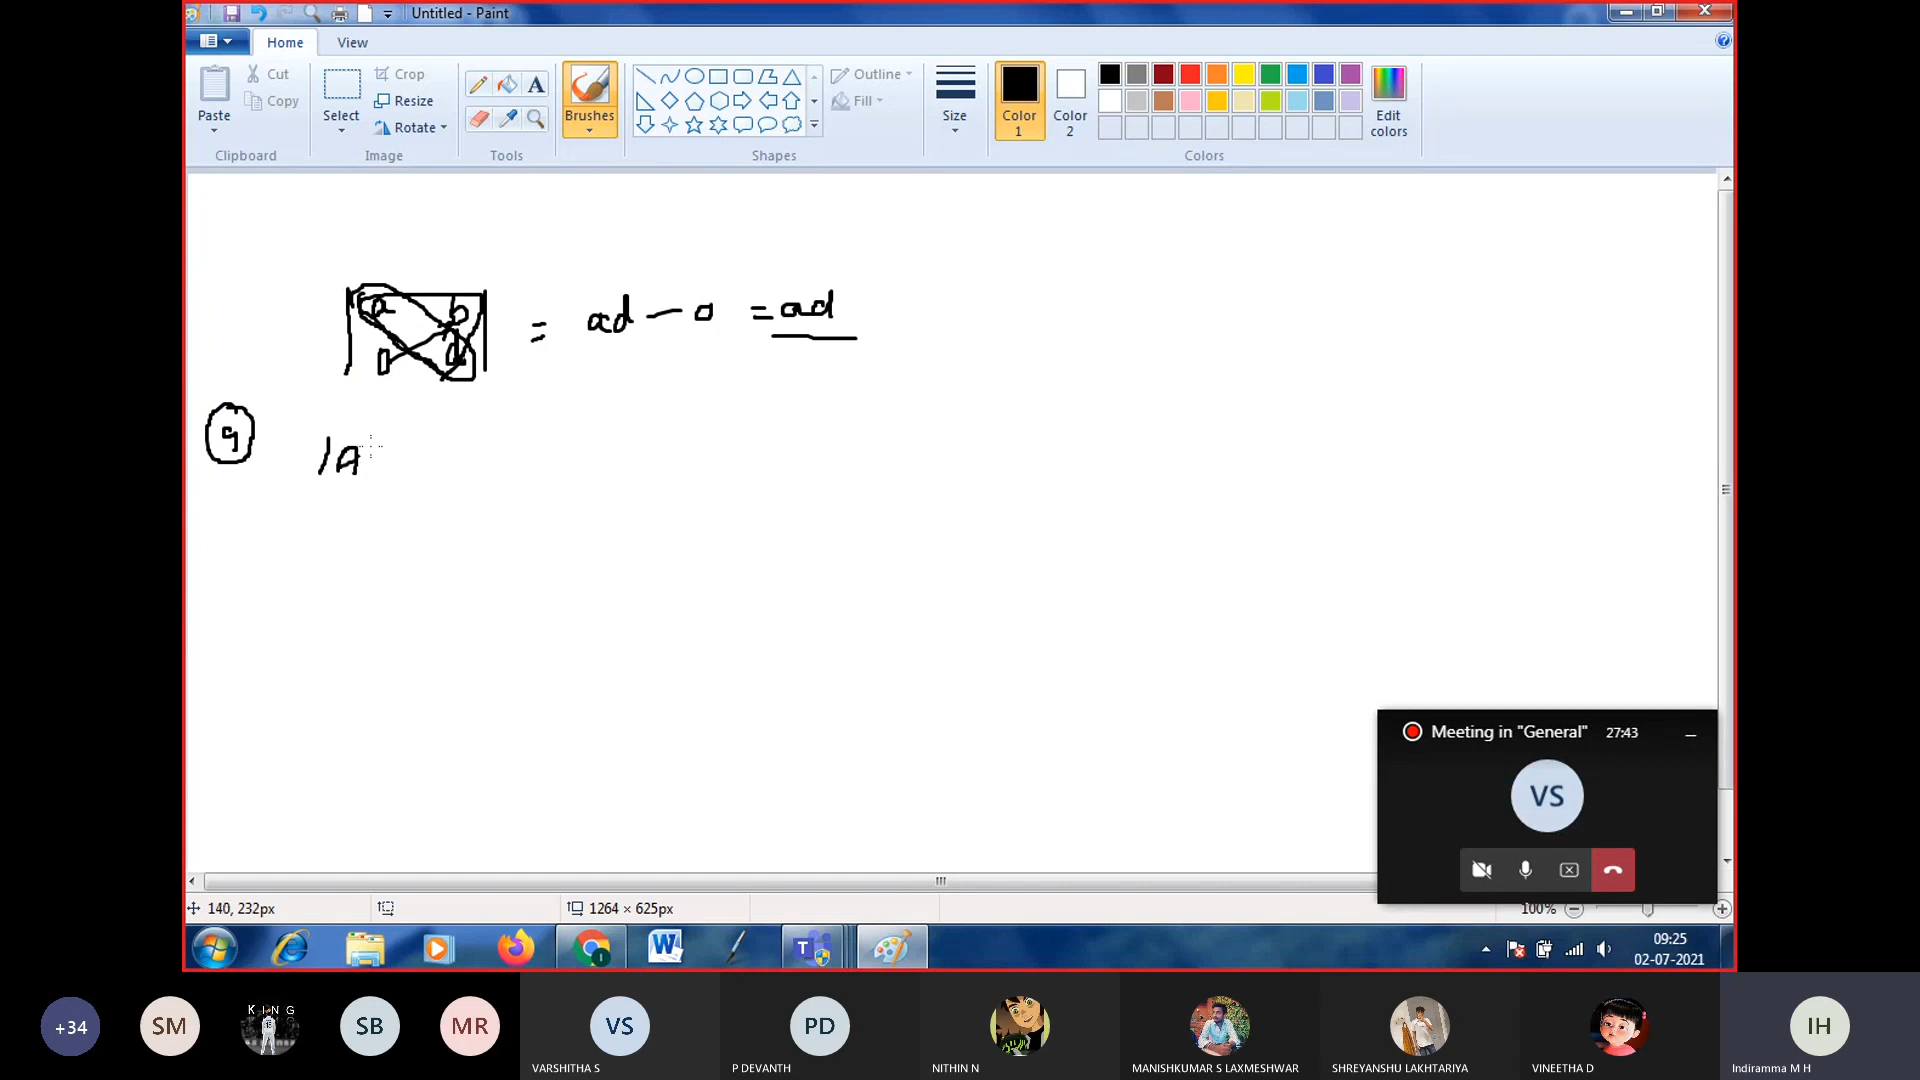 Untitled - Paint
Home View
Cut
Copy
Paste
Clipboard
Crop
Resize
Rotate
Select
Image
Tools
Brushes
Shapes
Outline
Fill
Size
Color 1
Color 2
Edit colors
Colors
a b
0 d
= ad - 0 = ad
9
|A
Meeting in "General" 27:43
VS
140, 232px
1264 × 625px
100%
09:25
02-07-2021
+34
SM
KING
SB
MR
VS
VARSHITHA S
PD
P DEVANTH
NITHIN N
MANISHKUMAR S LAXMESHWAR
SHREYANSHU LAKHTARIYA
VINEETHA D
IH
Indiramma M H